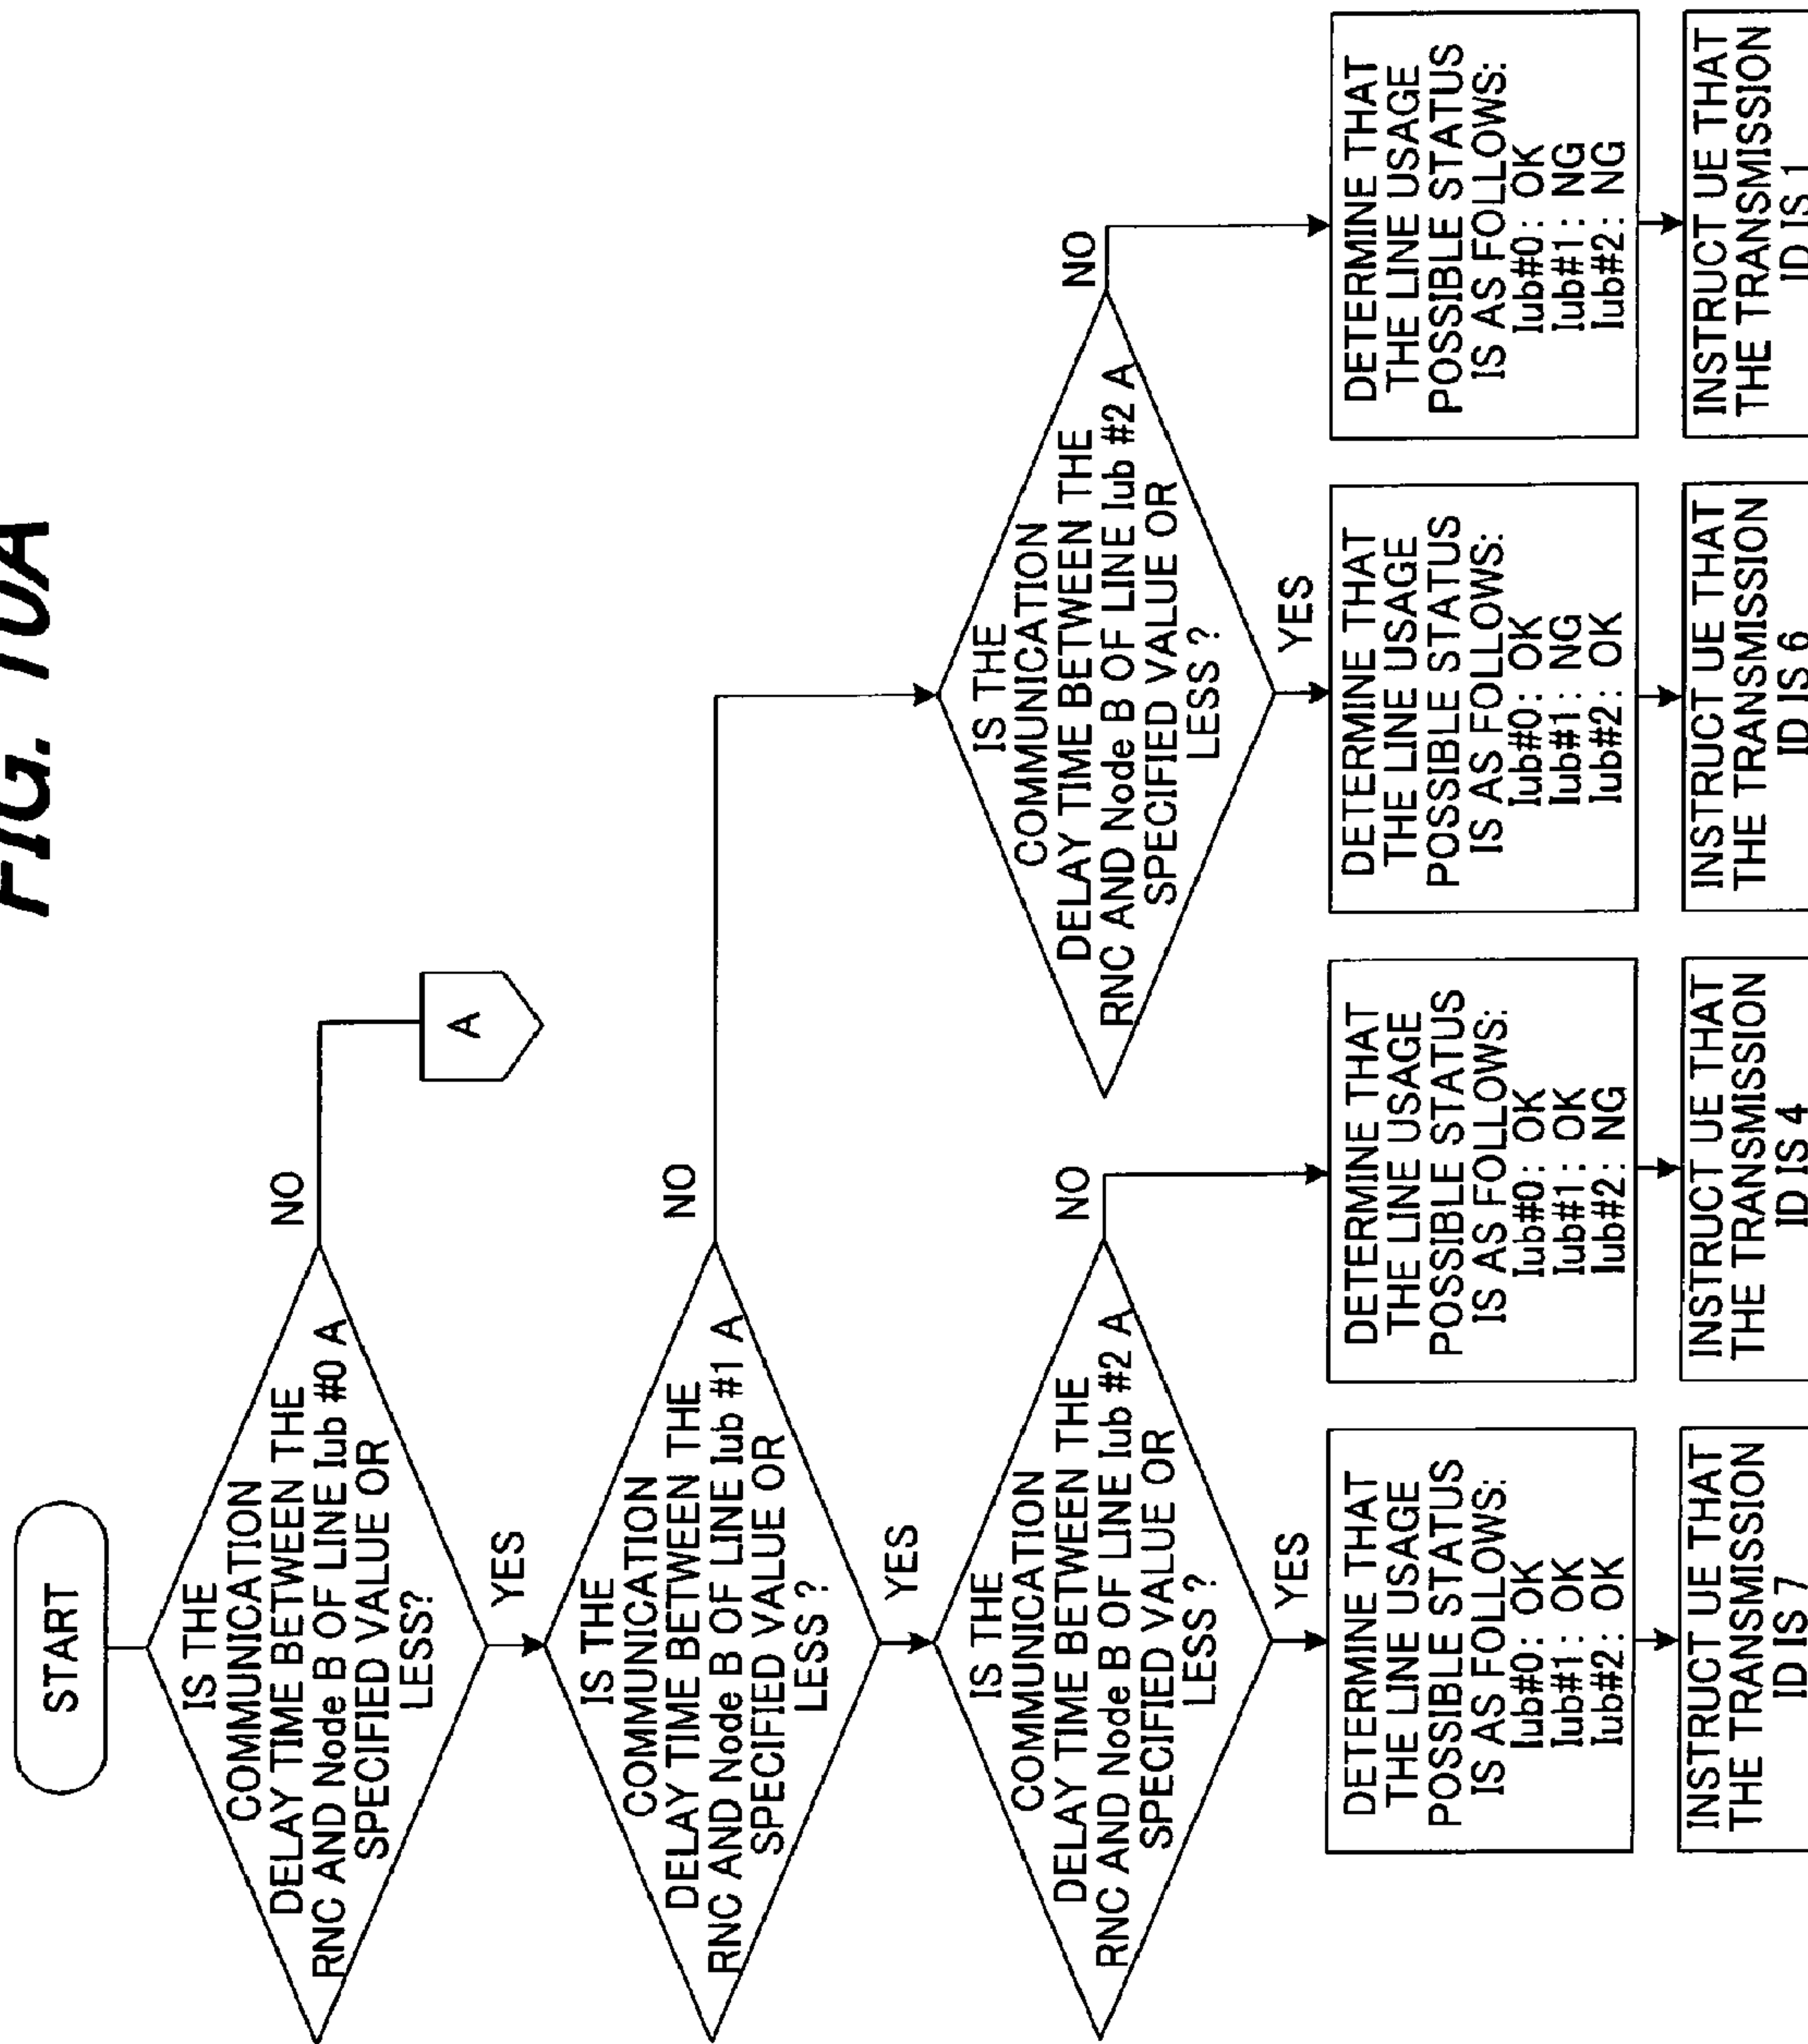 FIG. 10A
START
IS THE
COMMUNICATION
DELAY TIME BETWEEN THE
RNC AND Node B OF LINE Iub #0 A
SPECIFIED VALUE OR
LESS?
NO
A
YES
IS THE
COMMUNICATION
DELAY TIME BETWEEN THE
RNC AND Node B OF LINE Iub #1 A
SPECIFIED VALUE OR
LESS ?
NO
YES
IS THE
COMMUNICATION
DELAY TIME BETWEEN THE
RNC AND Node B OF LINE Iub #2 A
SPECIFIED VALUE OR
LESS ?
NO
YES
IS THE
COMMUNICATION
DELAY TIME BETWEEN THE
RNC AND Node B OF LINE Iub #2 A
SPECIFIED VALUE OR
LESS ?
NO
YES
DETERMINE THAT
THE LINE USAGE
POSSIBLE STATUS
IS AS FOLLOWS:
Iub#0: OK
Iub#1: OK
Iub#2: OK
DETERMINE THAT
THE LINE USAGE
POSSIBLE STATUS
IS AS FOLLOWS:
Iub#0: OK
Iub#1: OK
Iub#2: NG
DETERMINE THAT
THE LINE USAGE
POSSIBLE STATUS
IS AS FOLLOWS:
Iub#0: OK
Iub#1: NG
Iub#2: OK
DETERMINE THAT
THE LINE USAGE
POSSIBLE STATUS
IS AS FOLLOWS:
Iub#0: OK
Iub#1: NG
Iub#2: NG
INSTRUCT UE THAT
THE TRANSMISSION
ID IS 7
INSTRUCT UE THAT
THE TRANSMISSION
ID IS 4
INSTRUCT UE THAT
THE TRANSMISSION
ID IS 6
INSTRUCT UE THAT
THE TRANSMISSION
ID IS 1